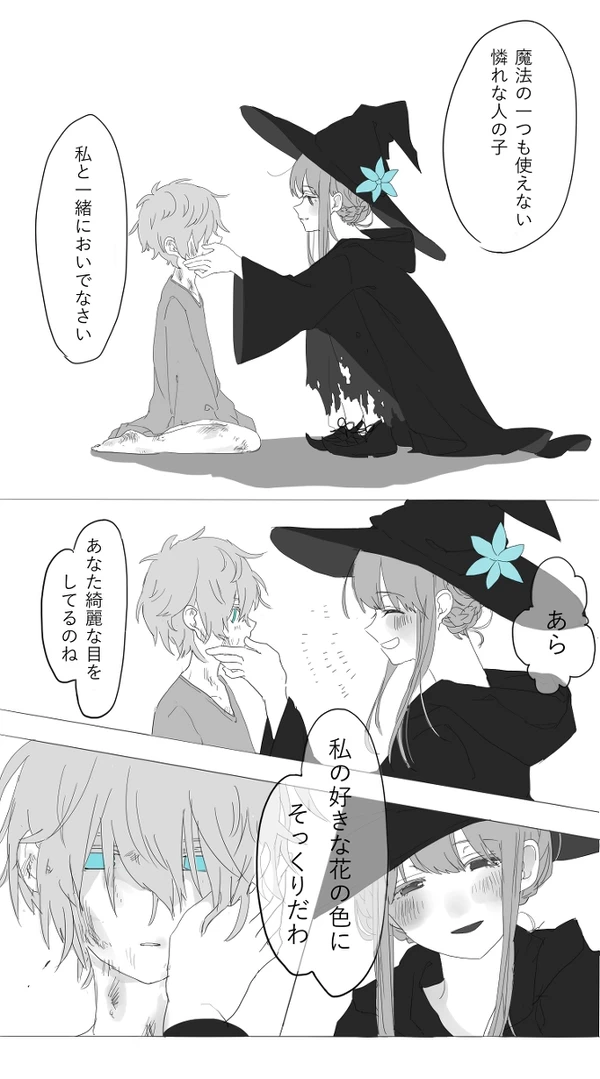 魔法の一つも使えない
憐れな人の子
私と一緒においでなさい
あら
あなた綺麗な目を
してるのね
私の好きな花の色に
そっくりだわ